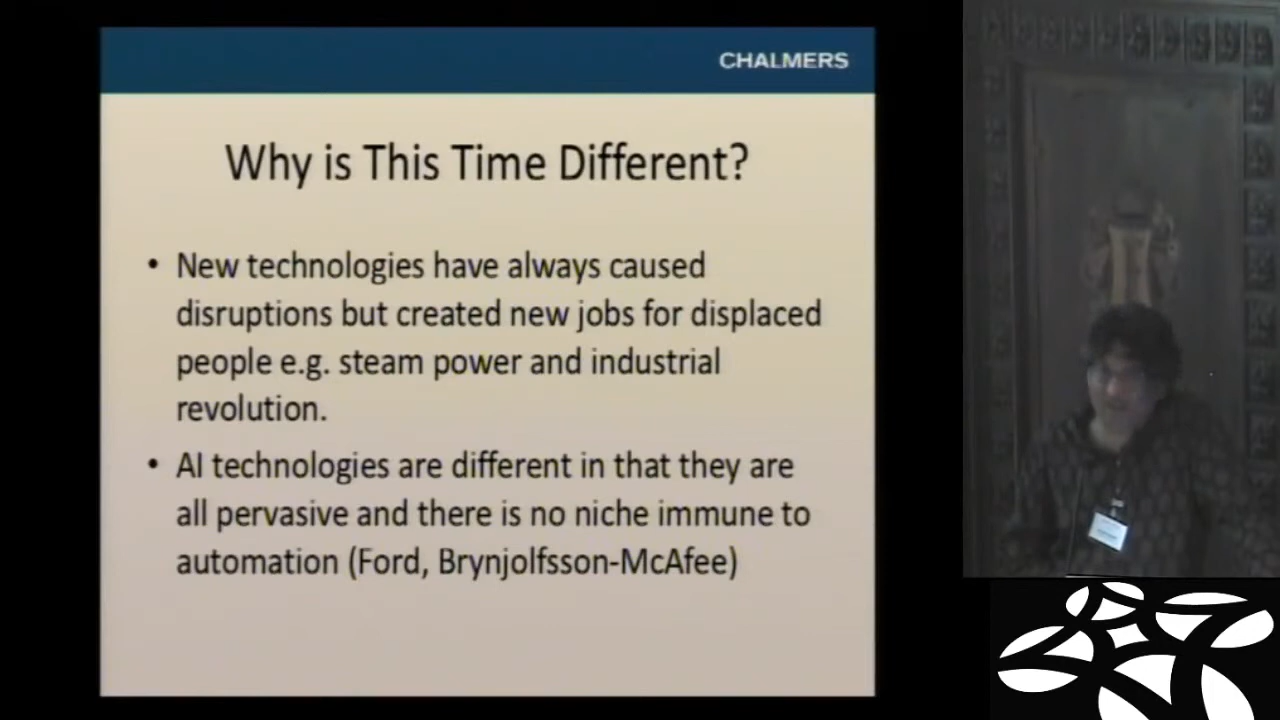 CHALMERS
Why is This Time Different?
• New technologies have always caused
disruptions but created new jobs for displaced
people e.g. steam power and industrial
revolution.
• AI technologies are different in that they are
all pervasive and there is no niche immune to
automation (Ford, Brynjolfsson-McAfee)